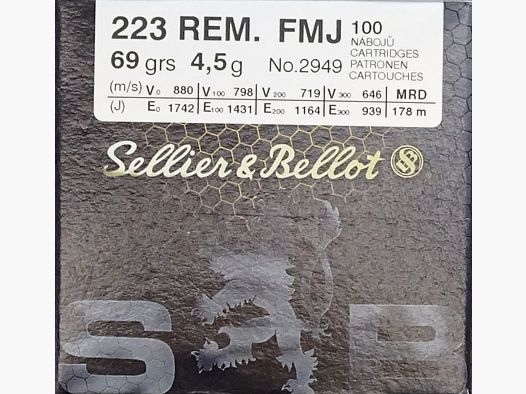 223 REM. FMJ 100
NÁBOJŮ
CARTRIDGES
PATRONEN
CARTOUCHES
69 grs 4,5 g No.2949
(m/s) V0 880 V100 798 V200 719 V300 646 MRD
(J) E0 1742 E100 1431 E200 1164 E300 939 178 m
Sellier & Bellot SB
S B